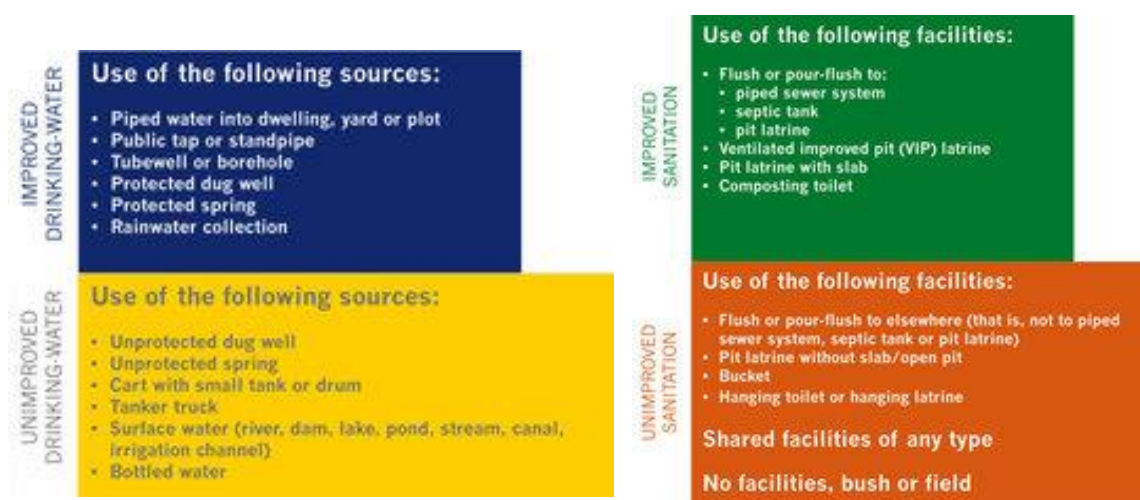 IMPROVED
DRINKING-WATER
Use of the following sources:
• Piped water into dwelling, yard or plot
• Public tap or standpipe
• Tubewell or borehole
• Protected dug well
• Protected spring
• Rainwater collection
UNIMPROVED
DRINKING-WATER
Use of the following sources:
• Unprotected dug well
• Unprotected spring
• Cart with small tank or drum
• Tanker truck
• Surface water (river, dam, lake, pond, stream, canal,
irrigation channel)
• Bottled water
IMPROVED
SANITATION
Use of the following facilities:
• Flush or pour-flush to:
• piped sewer system
• septic tank
• pit latrine
• Ventilated improved pit (VIP) latrine
• Pit latrine with slab
• Composting toilet
UNIMPROVED
SANITATION
Use of the following facilities:
• Flush or pour-flush to elsewhere (that is, not to piped
sewer system, septic tank or pit latrine)
• Pit latrine without slab/open pit
• Bucket
• Hanging toilet or hanging latrine
Shared facilities of any type
No facilities, bush or field